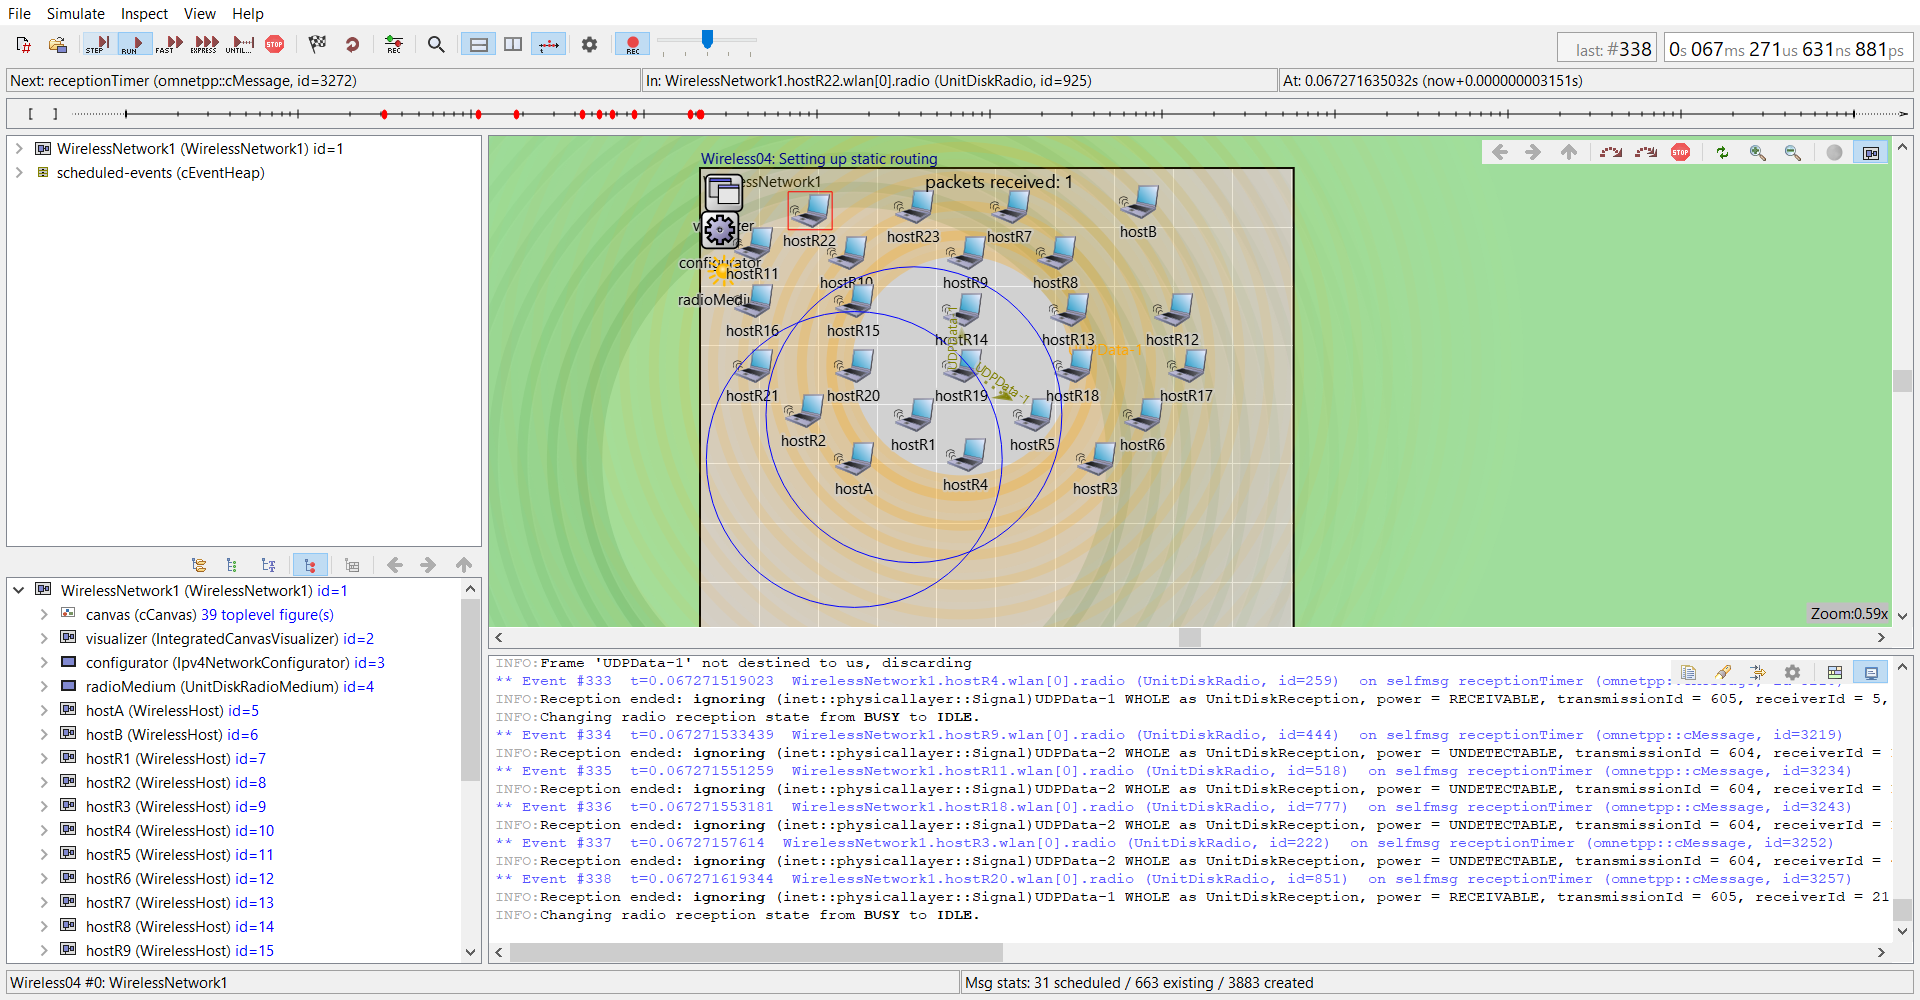 File Simulate Inspect View Help
STEP RUN FAST EXPRESS UNTIL... STOP REC REC
last: #338 0s 067ms 271us 631ns 881ps
Next: receptionTimer (omnetpp::cMessage, id=3272) In: WirelessNetwork1.hostR22.wlan[0].radio (UnitDiskRadio, id=925) At: 0.067271635032s (now+0.000000003151s)
[ ]
WirelessNetwork1 (WirelessNetwork1) id=1
scheduled-events (cEventHeap)
WirelessNetwork1 (WirelessNetwork1) id=1
canvas (cCanvas) 39 toplevel figure(s)
visualizer (IntegratedCanvasVisualizer) id=2
configurator (Ipv4NetworkConfigurator) id=3
radioMedium (UnitDiskRadioMedium) id=4
hostA (WirelessHost) id=5
hostB (WirelessHost) id=6
hostR1 (WirelessHost) id=7
hostR2 (WirelessHost) id=8
hostR3 (WirelessHost) id=9
hostR4 (WirelessHost) id=10
hostR5 (WirelessHost) id=11
hostR6 (WirelessHost) id=12
hostR7 (WirelessHost) id=13
hostR8 (WirelessHost) id=14
hostR9 (WirelessHost) id=15
Wireless04: Setting up static routing
packets received: 1
STOP
hostR22
hostR23
hostR7
hostB
configurator
hostR11
hostR10
hostR9
hostR8
hostR16
hostR15
hostR14
hostR13
hostR12
UDPData-1
UDPData-1
hostR21
hostR20
hostR19
hostR18
hostR17
hostR2
hostR1
hostR5
hostR6
hostA
hostR4
hostR3
Zoom:0.59x
INFO:Frame 'UDPData-1' not destined to us, discarding
** Event #333 t=0.067271519023 WirelessNetwork1.hostR4.wlan[0].radio (UnitDiskRadio, id=259) on selfmsg receptionTimer
INFO:Reception ended: ignoring (inet::physicallayer::Signal)UDPData-1 WHOLE as UnitDiskReception, power = RECEIVABLE, transmissionId = 605, receiverId = 5,
INFO:Changing radio reception state from BUSY to IDLE.
** Event #334 t=0.067271533439 WirelessNetwork1.hostR9.wlan[0].radio (UnitDiskRadio, id=444) on selfmsg receptionTimer (omnetpp::cMessage, id=3219)
INFO:Reception ended: ignoring (inet::physicallayer::Signal)UDPData-2 WHOLE as UnitDiskReception, power = UNDETECTABLE, transmissionId = 604, receiverId =
** Event #335 t=0.067271551259 WirelessNetwork1.hostR11.wlan[0].radio (UnitDiskRadio, id=518) on selfmsg receptionTimer (omnetpp::cMessage, id=3234)
INFO:Reception ended: ignoring (inet::physicallayer::Signal)UDPData-2 WHOLE as UnitDiskReception, power = UNDETECTABLE, transmissionId = 604, receiverId =
** Event #336 t=0.067271553181 WirelessNetwork1.hostR18.wlan[0].radio (UnitDiskRadio, id=777) on selfmsg receptionTimer (omnetpp::cMessage, id=3243)
INFO:Reception ended: ignoring (inet::physicallayer::Signal)UDPData-2 WHOLE as UnitDiskReception, power = UNDETECTABLE, transmissionId = 604, receiverId =
** Event #337 t=0.06727157614 WirelessNetwork1.hostR3.wlan[0].radio (UnitDiskRadio, id=222) on selfmsg receptionTimer (omnetpp::cMessage, id=3252)
INFO:Reception ended: ignoring (inet::physicallayer::Signal)UDPData-2 WHOLE as UnitDiskReception, power = UNDETECTABLE, transmissionId = 604, receiverId =
** Event #338 t=0.067271619344 WirelessNetwork1.hostR20.wlan[0].radio (UnitDiskRadio, id=851) on selfmsg receptionTimer (omnetpp::cMessage, id=3257)
INFO:Reception ended: ignoring (inet::physicallayer::Signal)UDPData-1 WHOLE as UnitDiskReception, power = RECEIVABLE, transmissionId = 605, receiverId = 21
INFO:Changing radio reception state from BUSY to IDLE.
Wireless04 #0: WirelessNetwork1 Msg stats: 31 scheduled / 663 existing / 3883 created